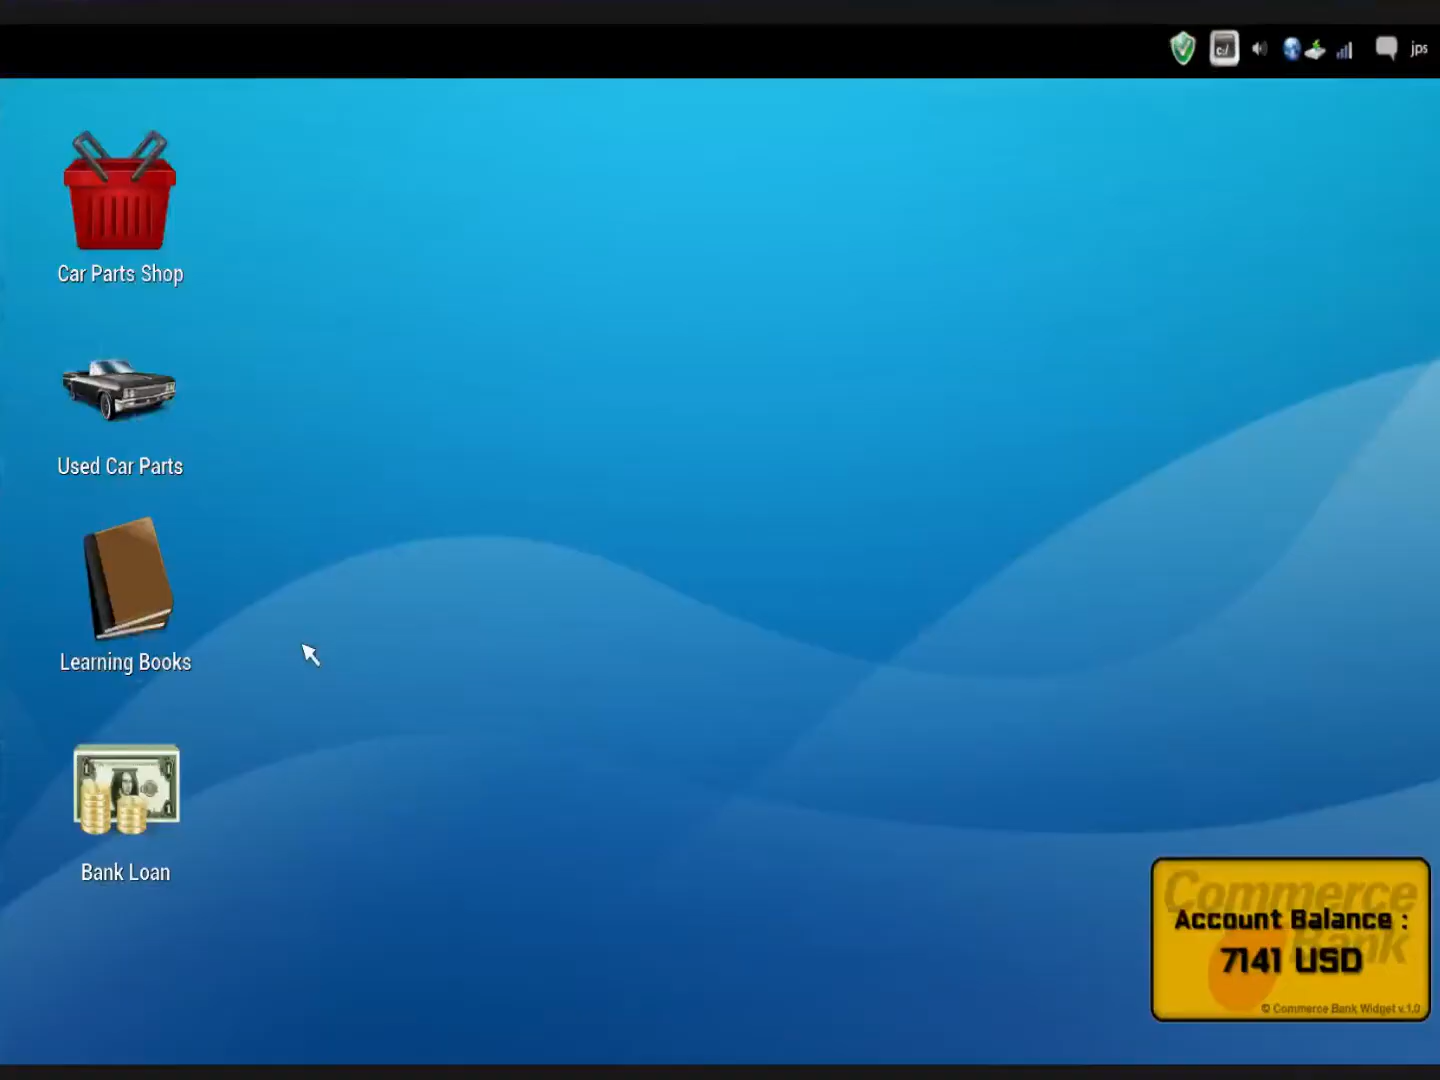 c:/
jps
Car Parts Shop
Used Car Parts
Learning Books
Bank Loan
Commerce
Bank
Account Balance :
7141 USD
© Commerce Bank Widget v.1.0